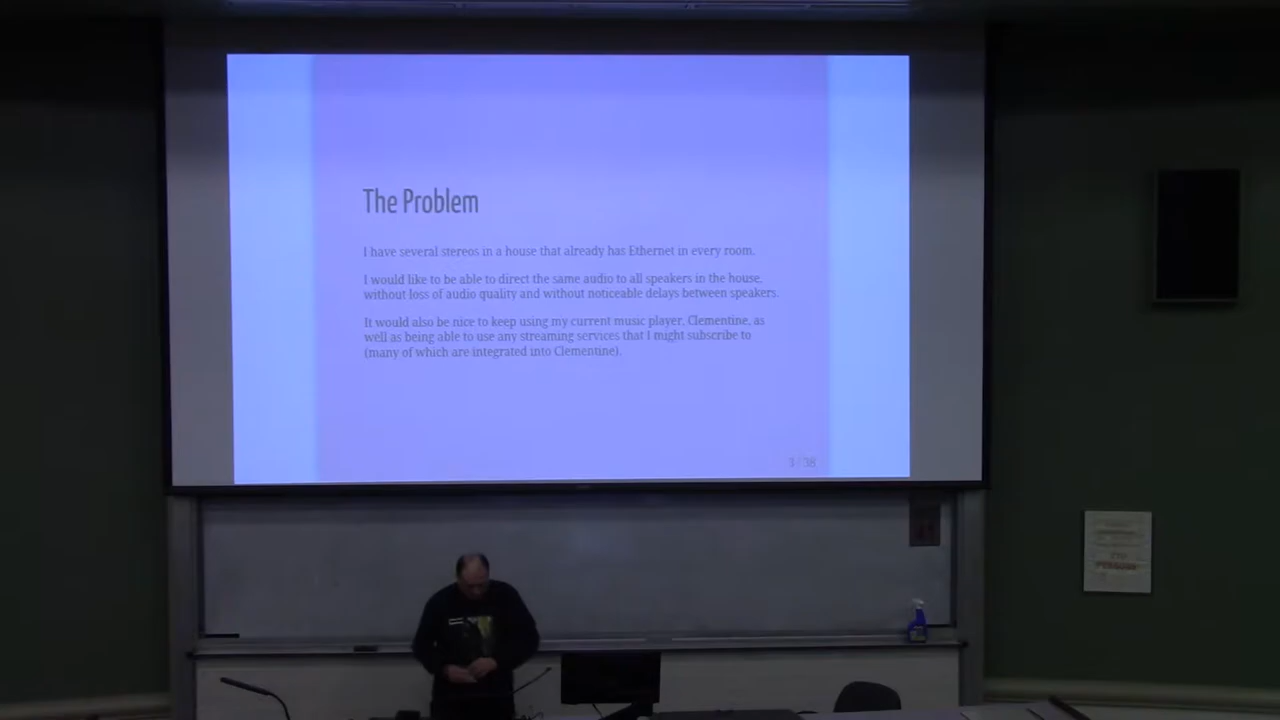 The Problem
I have several stereos in a house that already has Ethernet in every room.
I would like to be able to direct the same audio to all speakers in the house,
without loss of audio quality and without noticeable delays between speakers.
It would also be nice to keep using my current music player, Clementine, as
well as being able to use any streaming services that I might subscribe to
(many of which are integrated into Clementine).
3 / 38